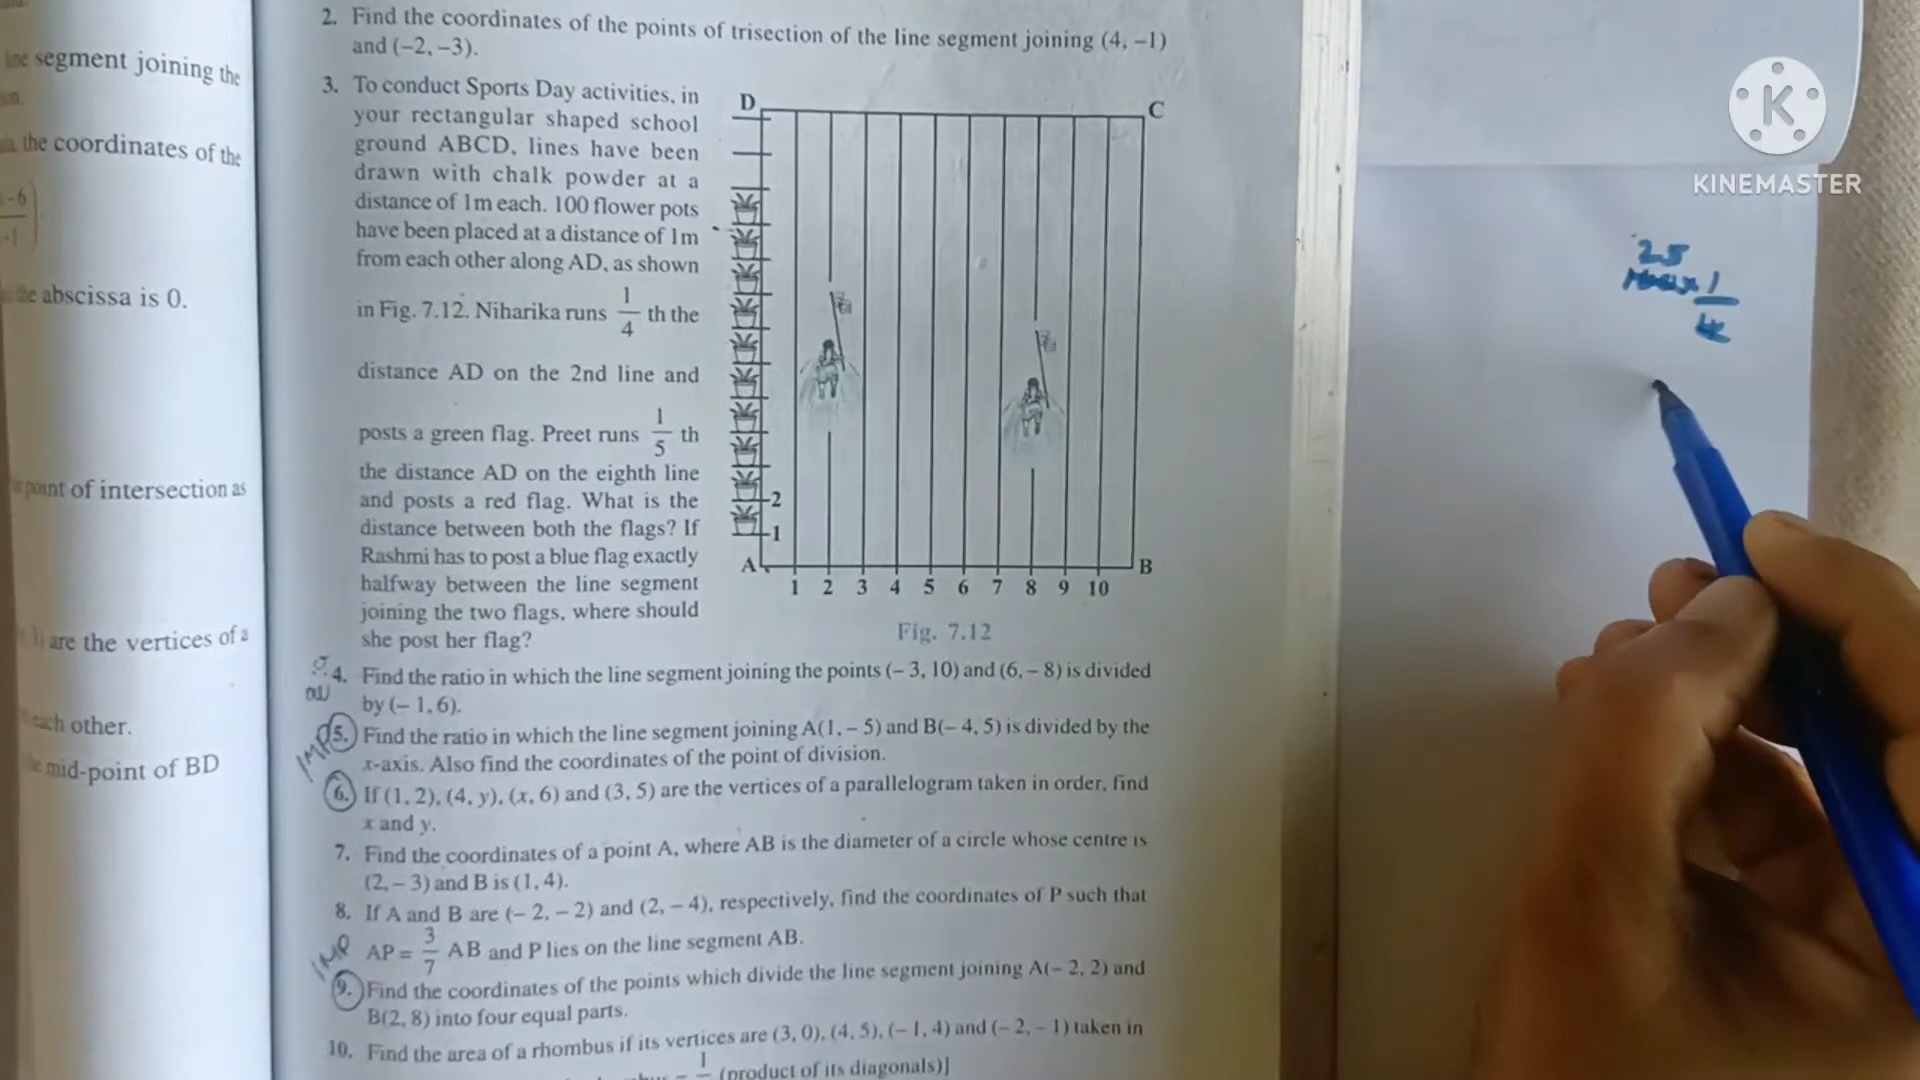 segment joining the
the coordinates of the
-6
-1
abscissa is 0.
point of intersection as
are the vertices of a
each other.
mid-point of BD
2. Find the coordinates of the points of trisection of the line segment joining (4, –1)
and (–2, –3).
3. To conduct Sports Day activities, in
your rectangular shaped school
ground ABCD, lines have been
drawn with chalk powder at a
distance of 1m each. 100 flower pots
have been placed at a distance of 1m
from each other along AD, as shown
in Fig. 7.12. Niharika runs 1/4 th the
distance AD on the 2nd line and
posts a green flag. Preet runs 1/5 th
the distance AD on the eighth line
and posts a red flag. What is the
distance between both the flags? If
Rashmi has to post a blue flag exactly
halfway between the line segment
joining the two flags, where should
she post her flag?
D
C
2
1
A
B
1 2 3 4 5 6 7 8 9 10
Fig. 7.12
4. Find the ratio in which the line segment joining the points (– 3, 10) and (6, – 8) is divided
by (– 1, 6).
IMP
5. Find the ratio in which the line segment joining A(1, – 5) and B(– 4, 5) is divided by the
x-axis. Also find the coordinates of the point of division.
6. If (1, 2), (4, y), (x, 6) and (3, 5) are the vertices of a parallelogram taken in order, find
x and y.
7. Find the coordinates of a point A, where AB is the diameter of a circle whose centre is
(2, – 3) and B is (1, 4).
8. If A and B are (– 2, – 2) and (2, – 4), respectively, find the coordinates of P such that
AP = 3/7 AB and P lies on the line segment AB.
IMP
9. Find the coordinates of the points which divide the line segment joining A(– 2, 2) and
B(2, 8) into four equal parts.
10. Find the area of a rhombus if its vertices are (3, 0), (4, 5), (– 1, 4) and (– 2, – 1) taken in
(product of its diagonals)]
K
KINEMASTER
25
1
4